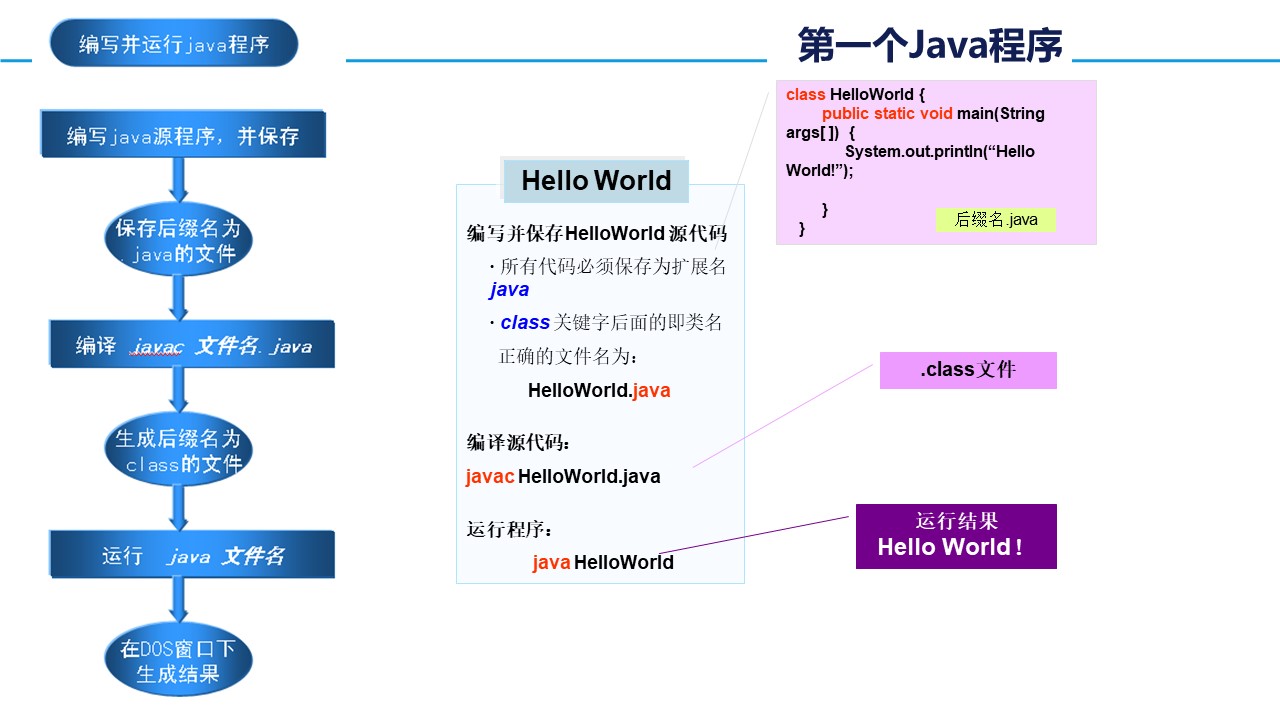 编写并运行java程序
第一个Java程序
编写java源程序，并保存
保存后缀名为
.java的文件
编译 javac 文件名.java
生成后缀名为
class的文件
运行 java 文件名
在DOS窗口下
生成结果
Hello World
编写并保存HelloWorld 源代码
· 所有代码必须保存为扩展名
java
· class 关键字后面的即类名
正确的文件名为：
HelloWorld.java
编译源代码：
javac HelloWorld.java
运行程序：
java HelloWorld
class HelloWorld {
public static void main(String
args[ ]) {
System.out.println(“Hello
World!”);
}
}
后缀名.java
.class文件
运行结果
Hello World！